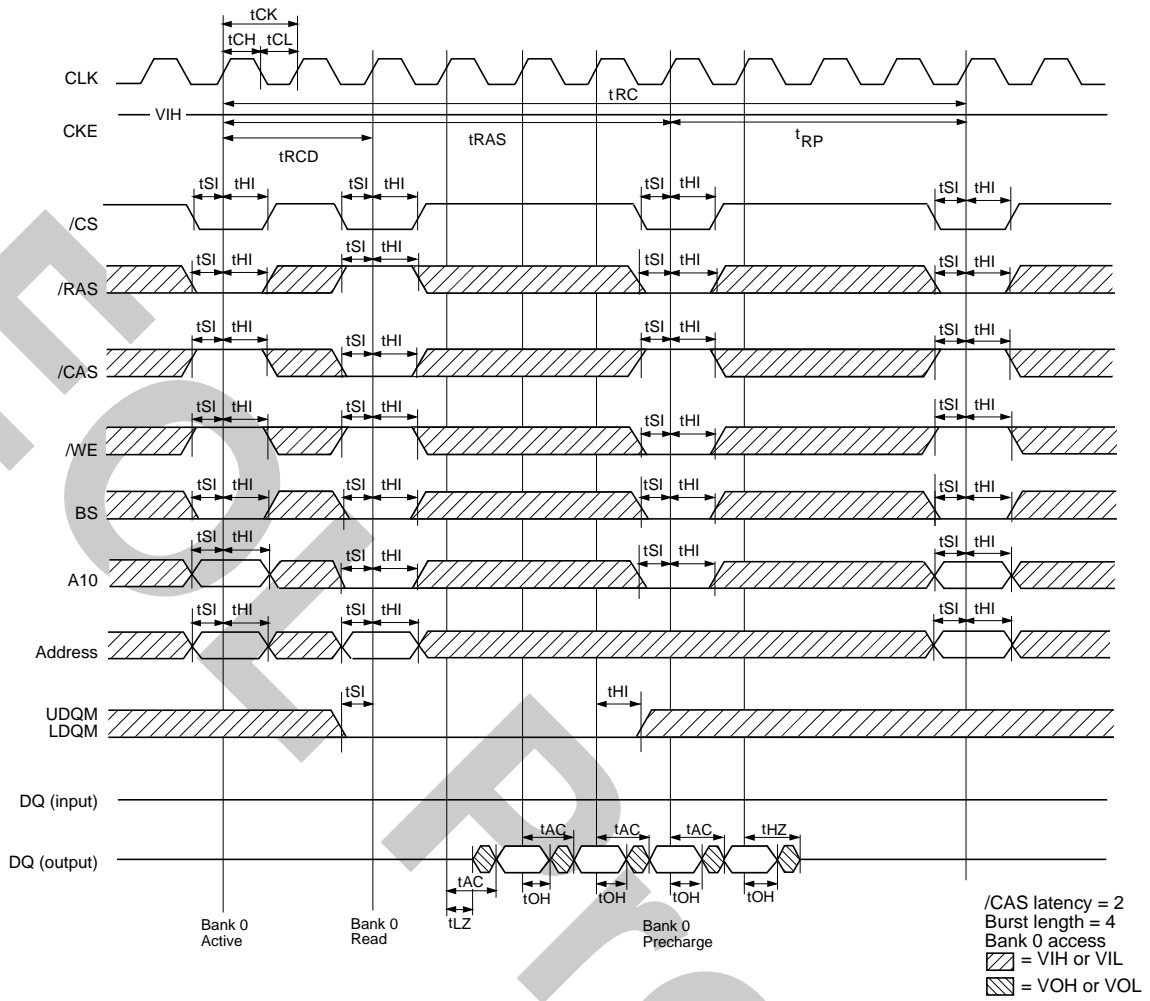 tCK
tCH tCL
CLK
tRC
VIH
CKE
tRAS
tRP
tRCD
tSI tHI tSI tHI tSI tHI tSI tHI
/CS
tSI tHI tSI tHI tSI tHI tSI tHI
/RAS
tSI tHI tSI tHI tSI tHI tSI tHI
/CAS
tSI tHI tSI tHI tSI tHI tSI tHI
/WE
tSI tHI tSI tHI tSI tHI tSI tHI
BS
tSI tHI tSI tHI tSI tHI tSI tHI
A10
tSI tHI tSI tHI tSI tHI
Address
tSI tHI
UDQM
LDQM
DQ (input)
tAC tAC tAC tHZ
DQ (output)
tAC
tOH tOH tOH tOH
tLZ
Bank 0
Active
Bank 0
Read
Bank 0
Precharge
/CAS latency = 2
Burst length = 4
Bank 0 access
= VIH or VIL
= VOH or VOL
EOL Pro